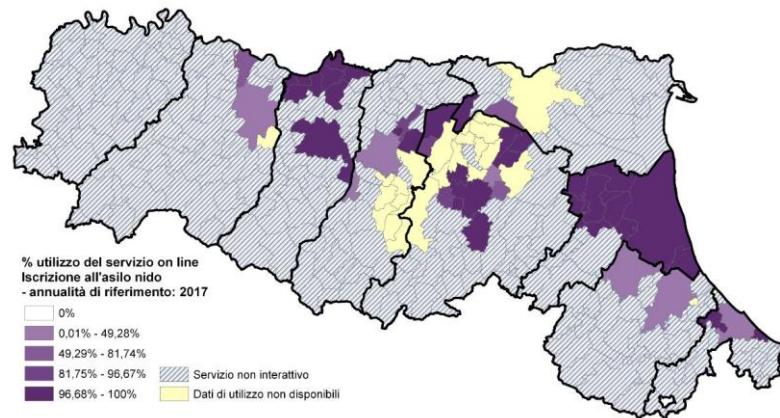 % utilizzo del servizio on line
Iscrizione all'asilo nido
- annualità di riferimento: 2017
0%
0,01% - 49,28%
49,29% - 81,74%
81,75% - 96,67%
96,68% - 100%
Servizio non interattivo
Dati di utilizzo non disponibili